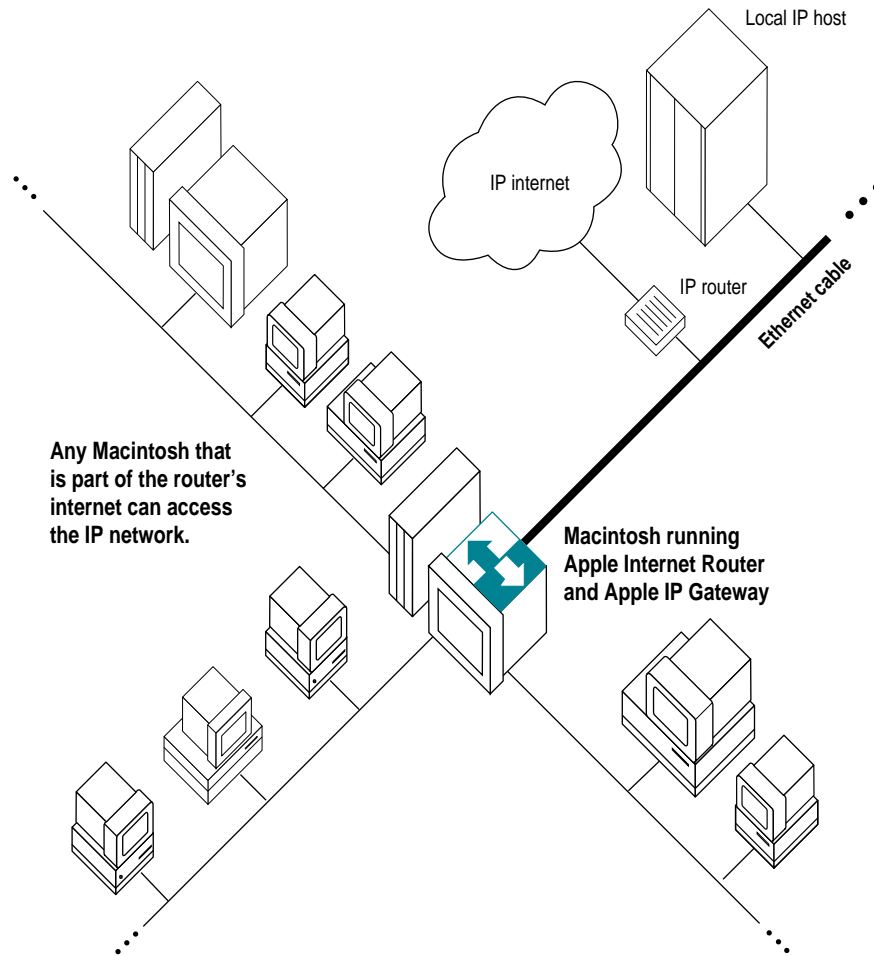 Local IP host
IP internet
IP router
Ethernet cable
Any Macintosh that
is part of the router’s
internet can access
the IP network.
Macintosh running
Apple Internet Router
and Apple IP Gateway